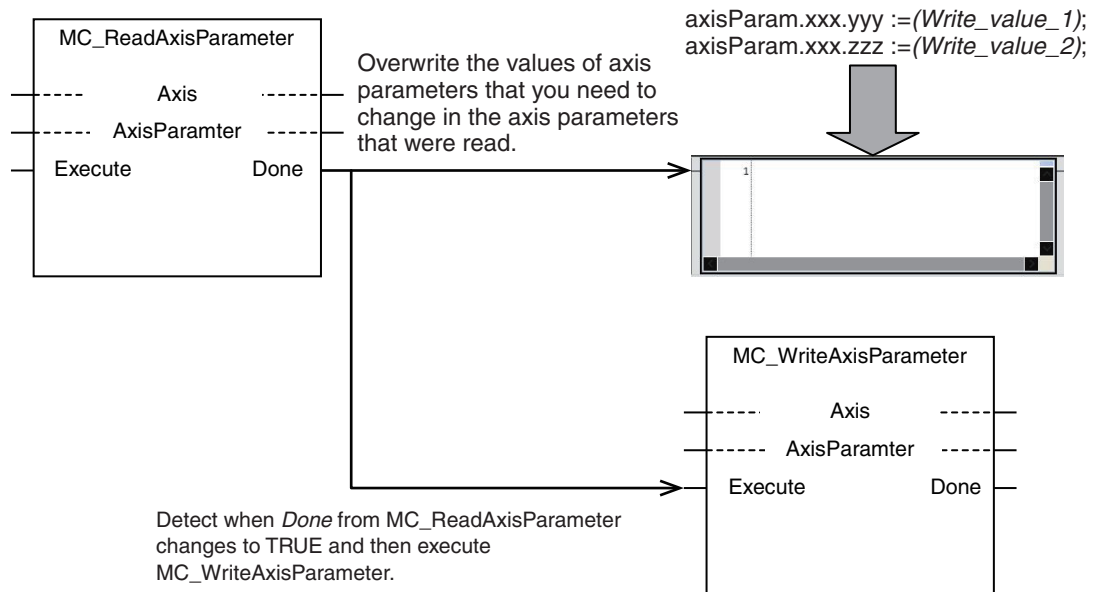 MC_ReadAxisParameter
Axis
AxisParamter
Execute Done
Overwrite the values of axis
parameters that you need to
change in the axis parameters
that were read.
axisParam.xxx.yyy :=(Write_value_1);
axisParam.xxx.zzz :=(Write_value_2);
1
MC_WriteAxisParameter
Axis
AxisParamter
Execute Done
Detect when Done from MC_ReadAxisParameter
changes to TRUE and then execute
MC_WriteAxisParameter.